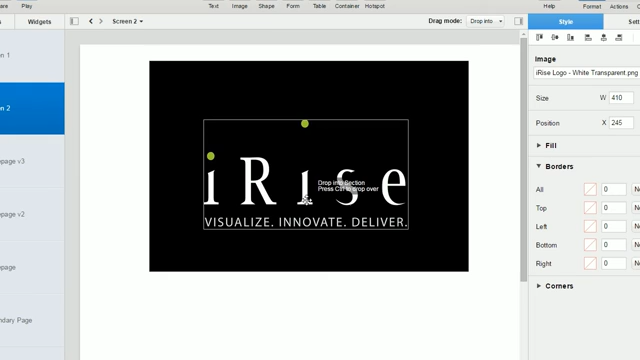 Play
Text Image Shape Form Table Container Hotspot
Help Format Actions
Widgets
Screen 2
Drag mode: Drop into
Style
n 1
n 2
page v3
page v2
page
ndary Page
iRise
Drop into Section
Press Ctrl to drop over
VISUALIZE. INNOVATE. DELIVER.
Image
iRise Logo - White Transparent.png
Size W 410
Position X 245
Fill
Borders
All 0
Top 0
Left 0
Bottom 0
Right 0
Corners